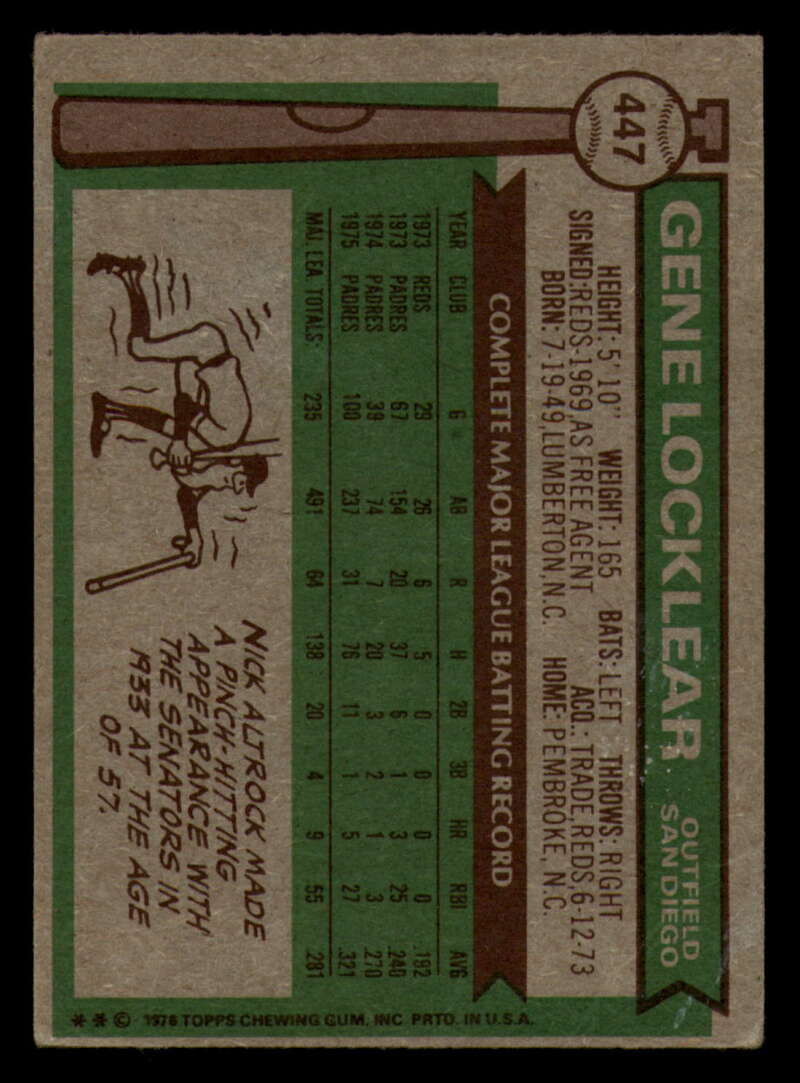 447
GENE LOCKLEAR
OUTFIELD
SAN DIEGO
HEIGHT: 5'10" WEIGHT: 165 BATS: LEFT THROWS: RIGHT
SIGNED: REDS-1969, AS FREE AGENT ACQ.: TRADE, REDS, 6-12-73
BORN: 7-19-49, LUMBERTON, N.C. HOME: PEMBROKE, N.C.
COMPLETE MAJOR LEAGUE BATTING RECORD
YEAR CLUB G AB R H 2B 3B HR RBI AVG
1973 REDS 29 26 6 5 0 0 0 0 .192
1973 PADRES 67 154 20 37 6 1 3 25 .240
1974 PADRES 39 74 7 20 3 2 1 3 .270
1975 PADRES 100 237 31 76 11 1 5 27 .321
MAJ. LEA. TOTALS 235 491 64 138 20 4 9 55 .281
NICK ALTROCK MADE
A PINCH-HITTING
APPEARANCE WITH
THE SENATORS IN
1933 AT THE AGE
OF 57.
** © 1976 TOPPS CHEWING GUM, INC. PRTD. IN U.S.A.